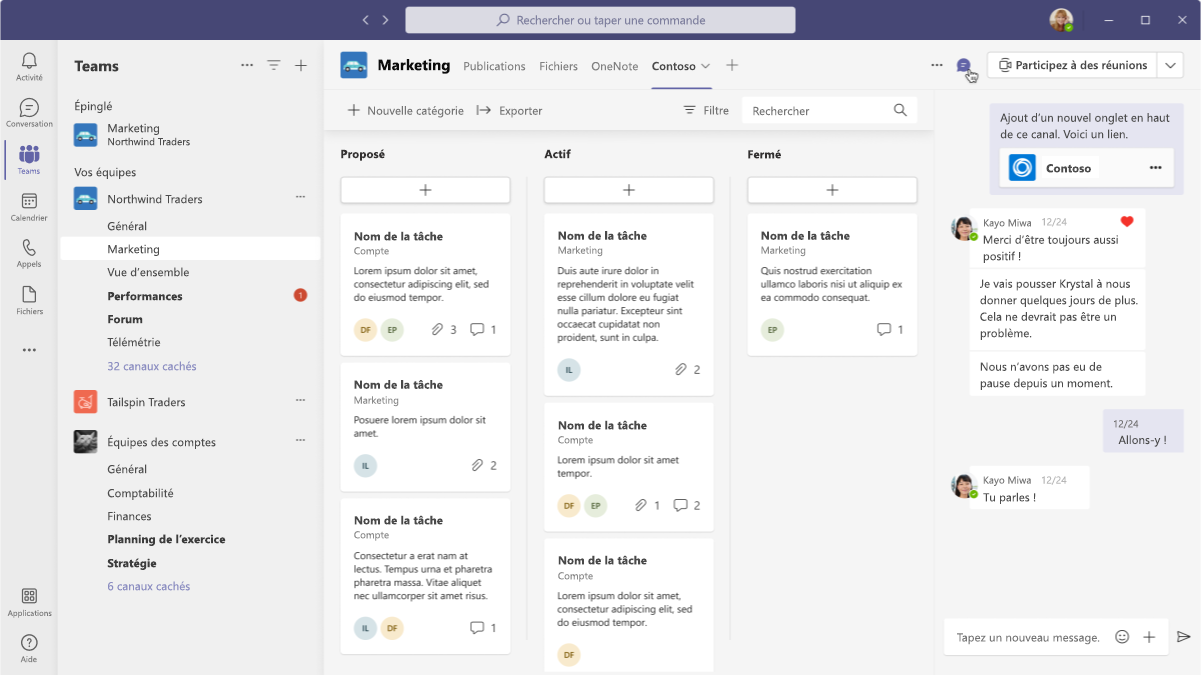 Rechercher ou taper une commande
Activité
Conversation
Teams
Calendrier
Appels
Fichiers
Applications
Aide
Teams
Épinglé
Marketing
Northwind Traders
Vos équipes
Northwind Traders
Général
Marketing
Vue d’ensemble
Performances
1
Forum
Télémétrie
32 canaux cachés
Tailspin Traders
Équipes des comptes
Général
Comptabilité
Finances
Planning de l’exercice
Stratégie
6 canaux cachés
Marketing Publications Fichiers OneNote Contoso
Participez à des réunions
Nouvelle catégorie Exporter Filtre Rechercher
Proposé
Nom de la tâche
Compte
Lorem ipsum dolor sit amet,
consectetur adipiscing elit, sed
do eiusmod tempor.
DF EP 3 1
Nom de la tâche
Marketing
Posuere lorem ipsum dolor sit
amet.
IL 2
Nom de la tâche
Compte
Consectetur a erat nam at
lectus. Tempus urna et pharetra
pharetra massa. Vitae aliquet
nec ullamcorper sit amet risus.
IL DF 1
Actif
Nom de la tâche
Marketing
Duis aute irure dolor in
reprehenderit in voluptate velit
esse cillum dolore eu fugiat
nulla pariatur. Excepteur sint
occaecat cupidatat non
proident, sunt in culpa.
IL 2
Nom de la tâche
Compte
Lorem ipsum dolor sit amet
tempor.
DF EP 1 2
Nom de la tâche
Compte
Lorem ipsum dolor sit amet,
consectetur adipiscing elit, sed
do eiusmod tempor.
DF
Fermé
Nom de la tâche
Marketing
Quis nostrud exercitation
ullamco laboris nisi ut aliquip ex
ea commodo consequat.
EP 1
Ajout d’un nouvel onglet en haut
de ce canal. Voici un lien.
Contoso
Kayo Miwa 12/24
Merci d’être toujours aussi
positif !
Je vais pousser Krystal à nous
donner quelques jours de plus.
Cela ne devrait pas être un
problème.
Nous n’avons pas eu de
pause depuis un moment.
12/24
Allons-y !
Kayo Miwa 12/24
Tu parles !
Tapez un nouveau message.